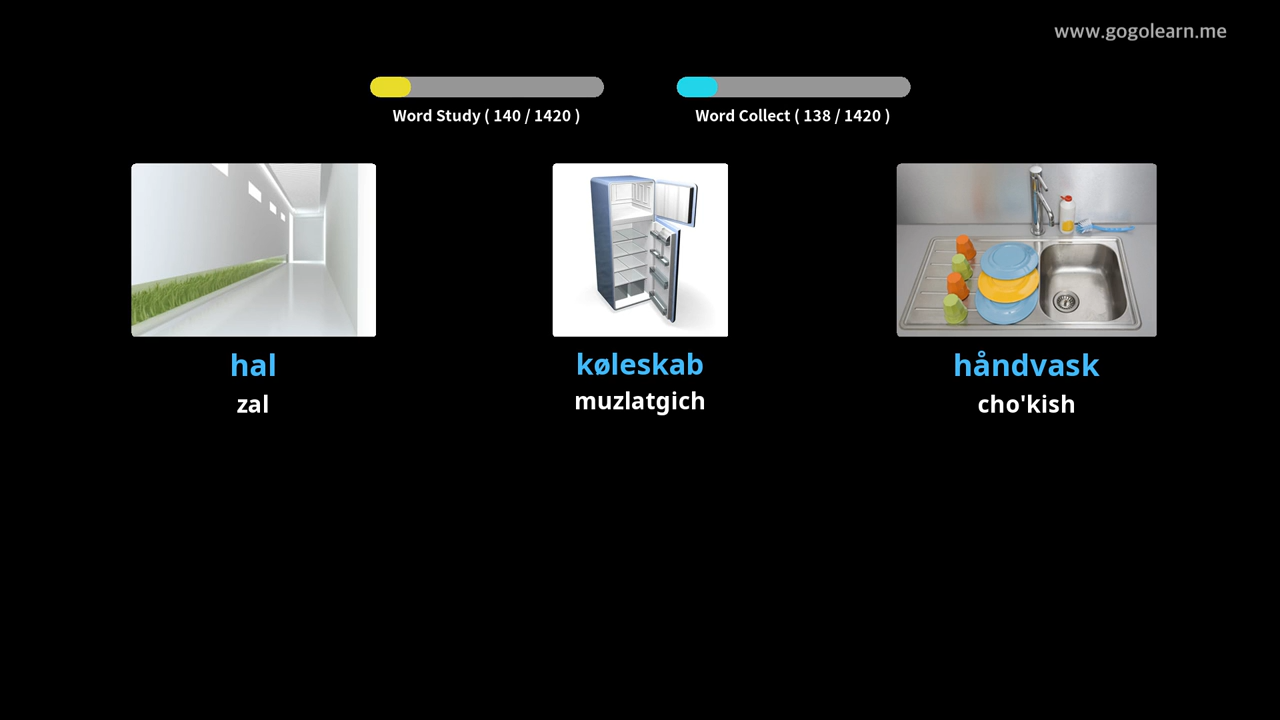 www.gogolearn.me
Word Study ( 140 / 1420 )
Word Collect ( 138 / 1420 )
hal
zal
køleskab
muzlatgich
håndvask
cho'kish